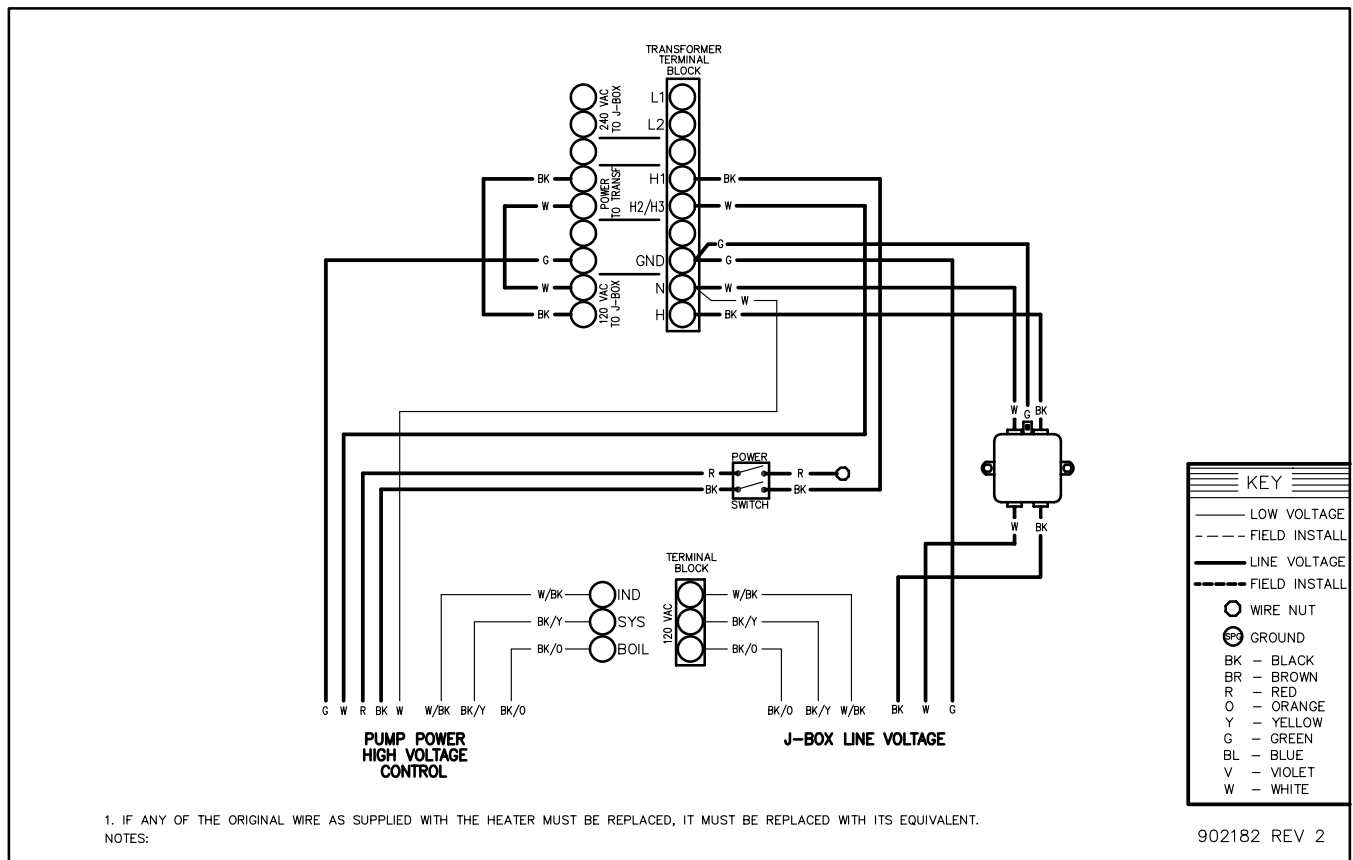 TRANSFORMER
TERMINAL
BLOCK
240 VAC
TO J-BOX
L1
L2
BK
POWER
TO TRANSF
H1
BK
W
H2/H3
W
G
G
GND
G
W
120 VAC
TO J-BOX
N
W
W
BK
H
BK
W
G
BK
POWER
R
R
BK
BK
SWITCH
W
BK
TERMINAL
BLOCK
W/BK
IND
120 VAC
W/BK
BK/Y
SYS
BK/Y
BK/O
BOIL
BK/O
G W R BK W W/BK BK/Y BK/O
BK/O BK/Y W/BK BK W G
PUMP POWER
HIGH VOLTAGE
CONTROL
J-BOX LINE VOLTAGE
KEY
LOW VOLTAGE
FIELD INSTALL
LINE VOLTAGE
FIELD INSTALL
WIRE NUT
SPG GROUND
BK – BLACK
BR – BROWN
R – RED
O – ORANGE
Y – YELLOW
G – GREEN
BL – BLUE
V – VIOLET
W – WHITE
1. IF ANY OF THE ORIGINAL WIRE AS SUPPLIED WITH THE HEATER MUST BE REPLACED, IT MUST BE REPLACED WITH ITS EQUIVALENT.
NOTES:
902182 REV 2